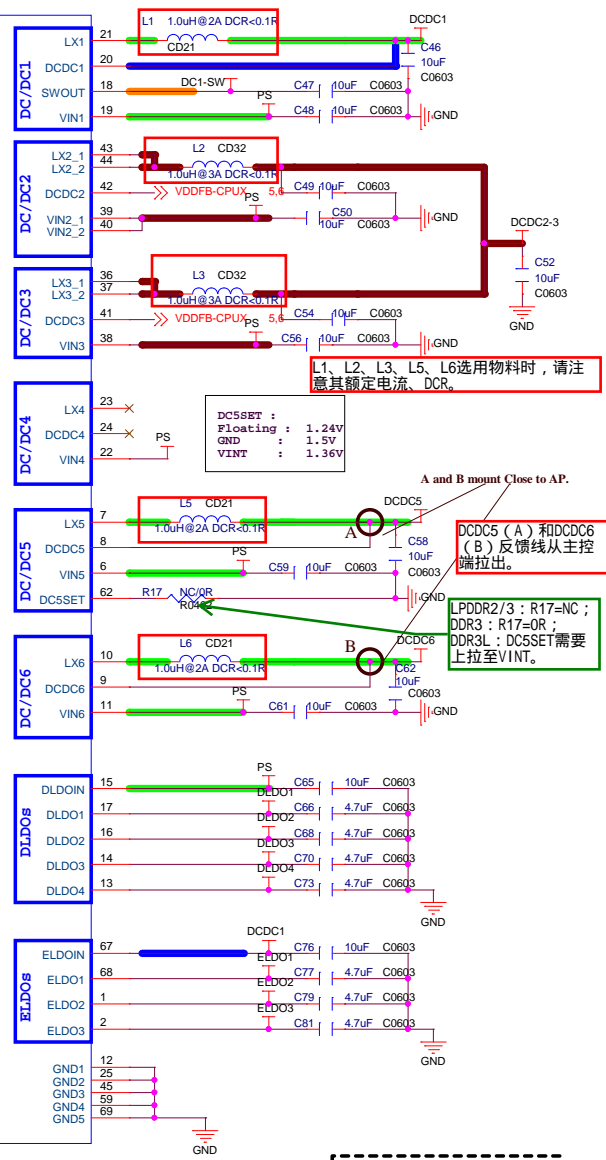 L1 1.0uH@2A DCR<0.1R
CD21
DCDC1
DC/DC1
LX1 21
DCDC1 20
SWOUT 18
VIN1 19
DC1-SW
PS
C46
10uF
C0603
C47 10uF C0603
C48 10uF C0603
GND
DC/DC2
LX2_1 43
LX2_2 44
DCDC2 42
VIN2_1 39
VIN2_2 40
L2 CD32
1.0uH@3A DCR<0.1R
VDDFB-CPUX 5,6
PS
C49 10uF C0603
C50
10uF C0603
GND
DCDC2-3
C52
10uF
C0603
GND
DC/DC3
LX3_1 36
LX3_2 37
DCDC3 41
VIN3 38
L3 CD32
1.0uH@3A DCR<0.1R
VDDFB-CPUX 5,6
PS
C54 10uF C0603
C56 10uF C0603
GND
L1、L2、L3、L5、L6选用物料时，请注
意其额定电流、DCR。
DC/DC4
LX4 23
DCDC4 24
VIN4 22
PS
DC5SET :
Floating : 1.24V
GND : 1.5V
VINT : 1.36V
A and B mount Close to AP.
DC/DC5
LX5 7
DCDC5 8
VIN5 6
DC5SET 62
L5 CD21
1.0uH@2A DCR<0.1R
A
DCDC5
C58
10uF
C0603
PS
C59 10uF C0603
R17 NC/0R
R0402
GND
DCDC5（A）和DCDC6
（B）反馈线从主控
端拉出。
LPDDR2/3：R17=NC；
DDR3：R17=0R；
DDR3L：DC5SET需要
上拉至VINT。
DC/DC6
LX6 10
DCDC6 9
VIN6 11
L6 CD21
1.0uH@2A DCR<0.1R
B
DCDC6
C62
10uF
C0603
PS
C61 10uF C0603
GND
DLDOs
DLDOIN 15
DLDO1 17
DLDO2 16
DLDO3 14
DLDO4 13
PS
DLDO1
DLDO2
DLDO3
DLDO4
C65 10uF C0603
C66 4.7uF C0603
C68 4.7uF C0603
C70 4.7uF C0603
C73 4.7uF C0603
GND
ELDOs
ELDOIN 67
ELDO1 68
ELDO2 1
ELDO3 2
DCDC1
ELDO1
ELDO2
ELDO3
C76 10uF C0603
C77 4.7uF C0603
C79 4.7uF C0603
C81 4.7uF C0603
GND
GND1 12
GND2 25
GND3 45
GND4 59
GND5 69
GND